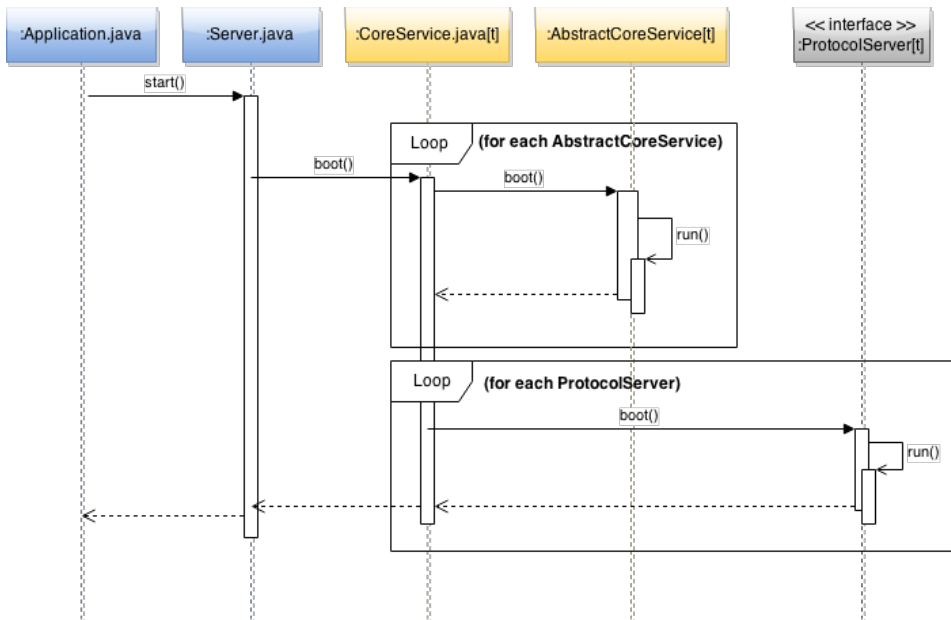 :Application.java
:Server.java
:CoreService.java[t]
:AbstractCoreService[t]
<< interface >>
:ProtocolServer[t]
start()
Loop
(for each AbstractCoreService)
boot()
boot()
run()
Loop
(for each ProtocolServer)
boot()
run()